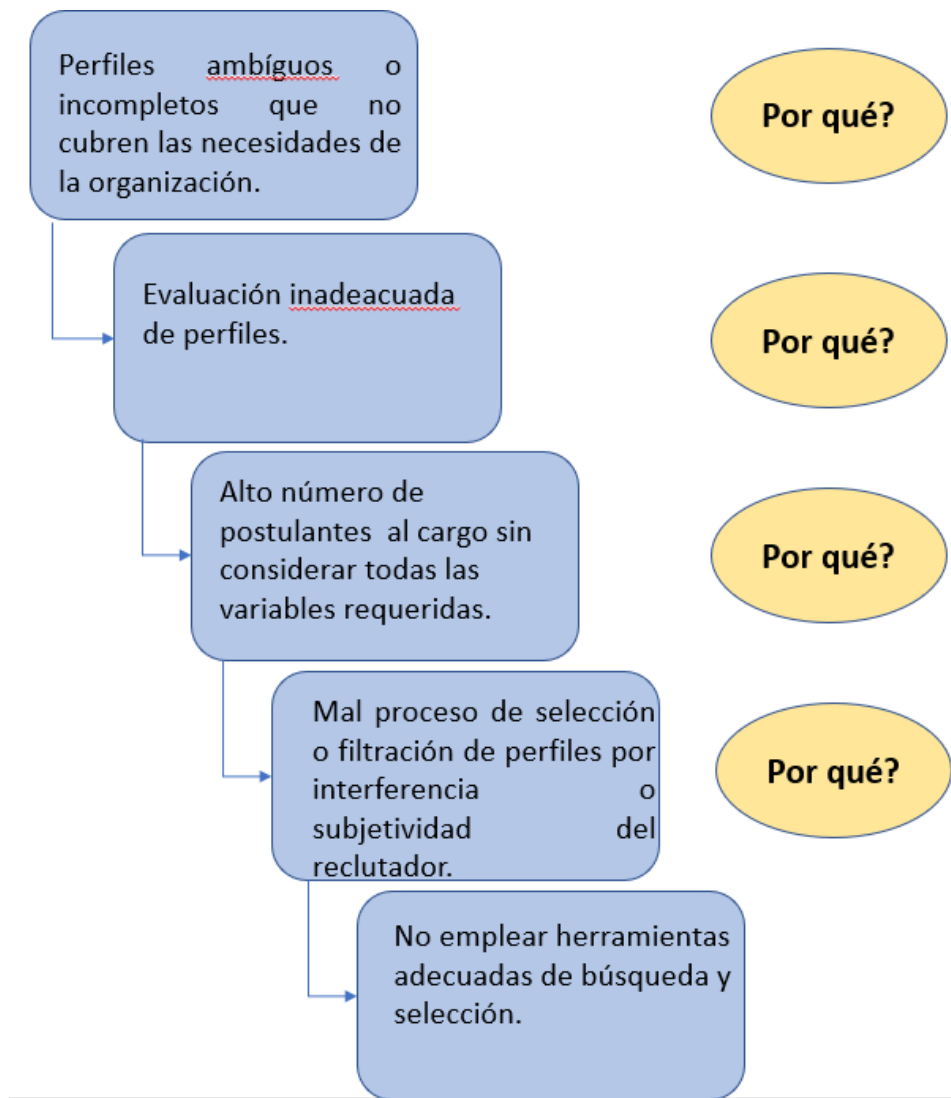 Perfiles ambíguos o
incompletos que no
cubren las necesidades de
la organización.
Por qué?
Evaluación inadeacuada
de perfiles.
Por qué?
Alto número de
postulantes al cargo sin
considerar todas las
variables requeridas.
Por qué?
Mal proceso de selección
o filtración de perfiles por
interferencia o
subjetividad del
reclutador.
Por qué?
No emplear herramientas
adecuadas de búsqueda y
selección.